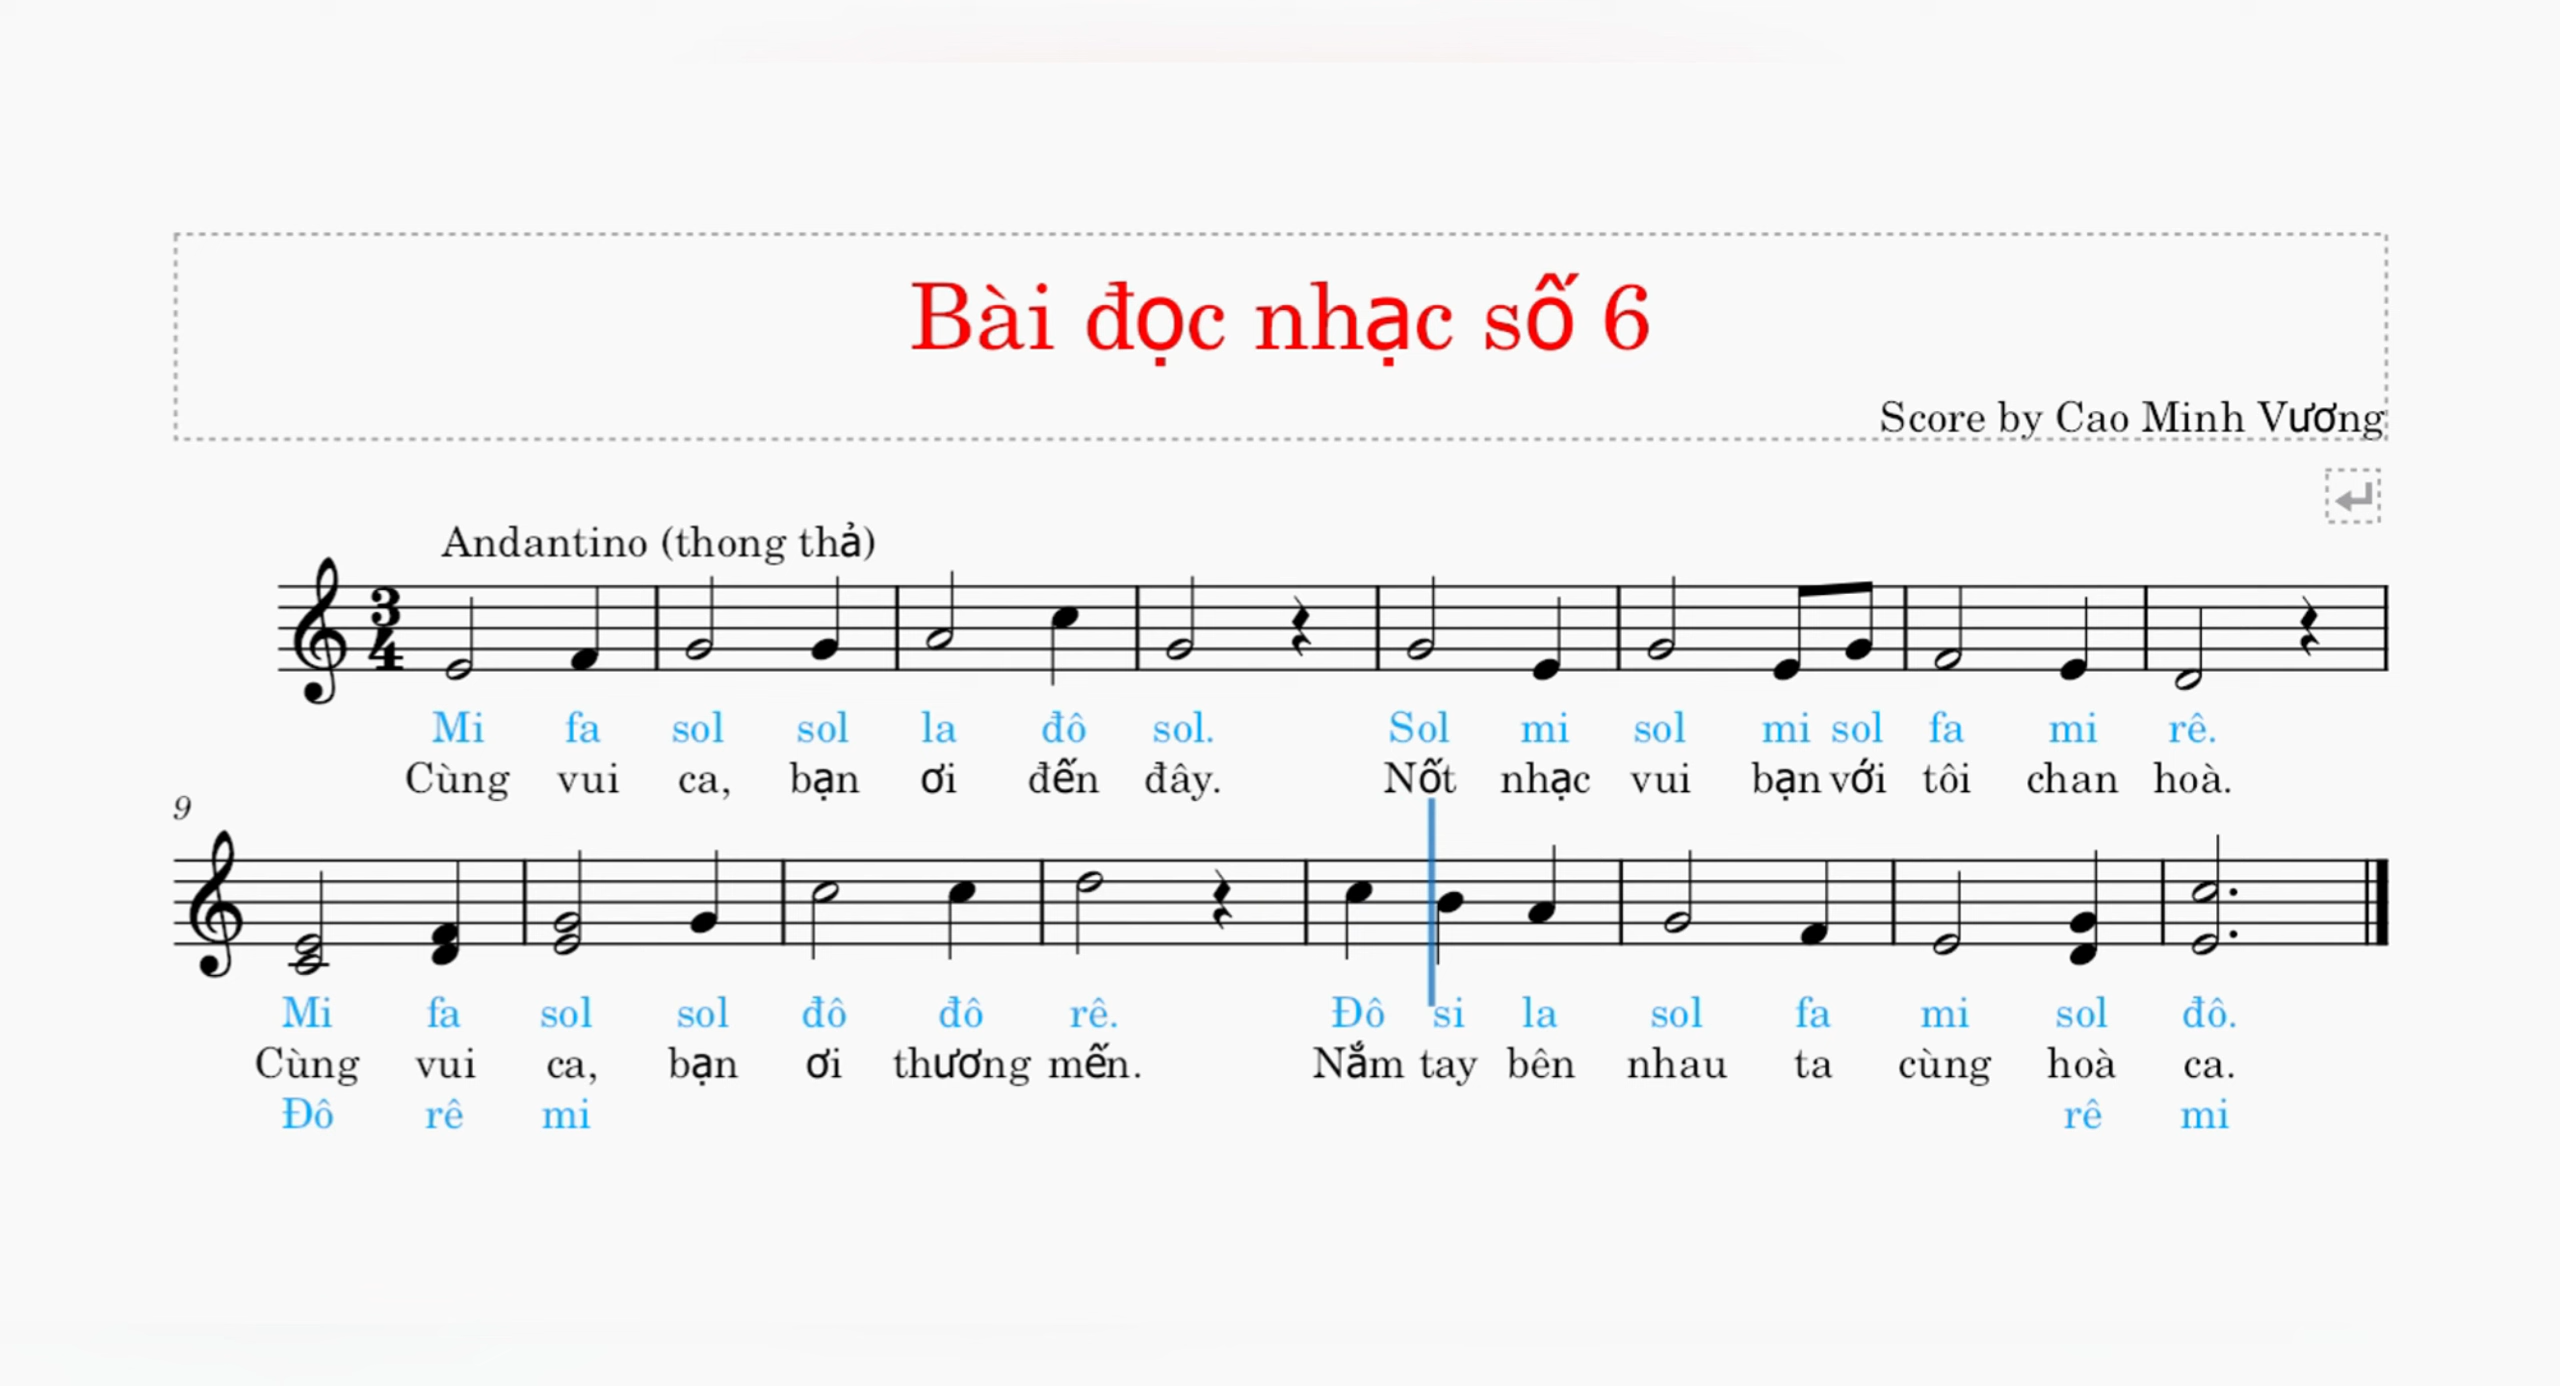 Bài đọc nhạc số 6
Score by Cao Minh Vương
Andantino (thong thả)
3
4
Mi fa sol sol la đô sol. Sol mi sol mi sol fa mi rê.
Cùng vui ca, bạn ơi đến đây. Nốt nhạc vui bạn với tôi chan hoà.
9
Mi fa sol sol đô đô rê. Đô si la sol fa mi sol đô.
Cùng vui ca, bạn ơi thương mến. Nắm tay bên nhau ta cùng hoà ca.
Đô rê mi rê mi